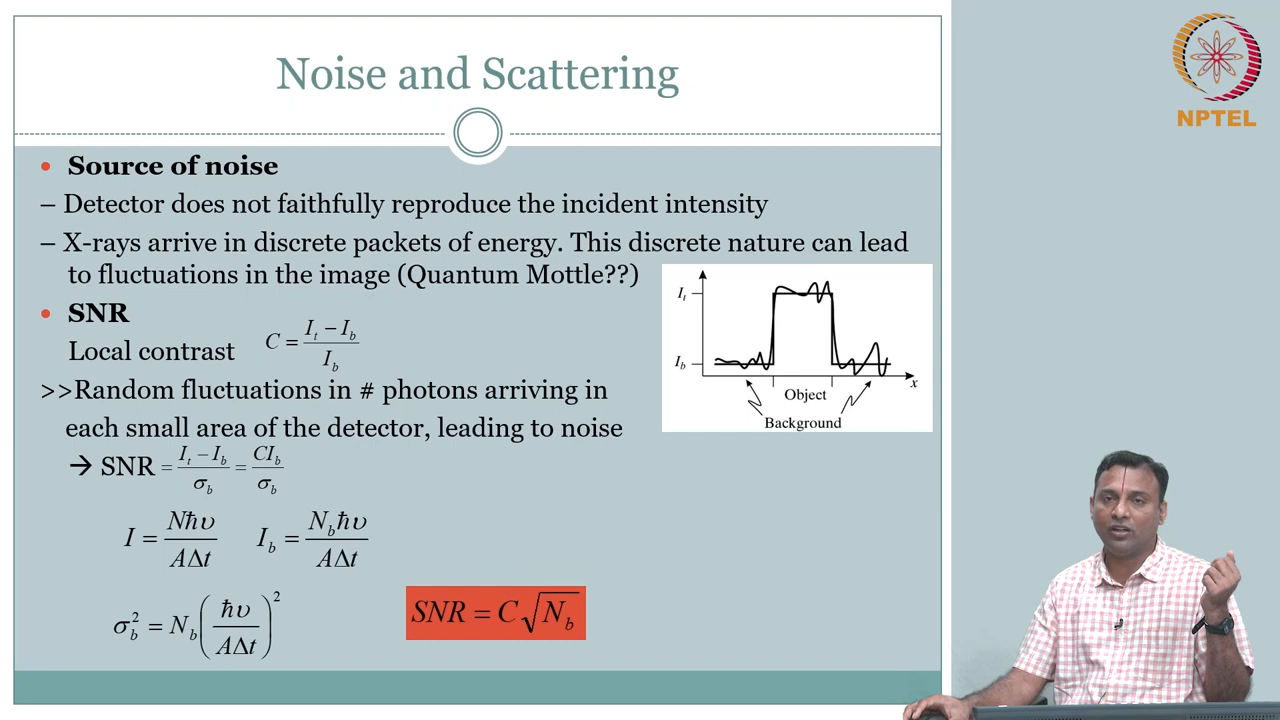 Noise and Scattering
NPTEL
• Source of noise
– Detector does not faithfully reproduce the incident intensity
– X-rays arrive in discrete packets of energy. This discrete nature can lead
to fluctuations in the image (Quantum Mottle??)
• SNR
Local contrast C = (I_t − I_b) / I_b
>>Random fluctuations in # photons arriving in
each small area of the detector, leading to noise
→ SNR = (I_t − I_b) / σ_b = CI_b / σ_b
I = Nħυ / AΔt I_b = N_bħυ / AΔt
σ_b^2 = N_b (ħυ / AΔt)^2
SNR = C√N_b
I_t
I_b
x
Object
Background